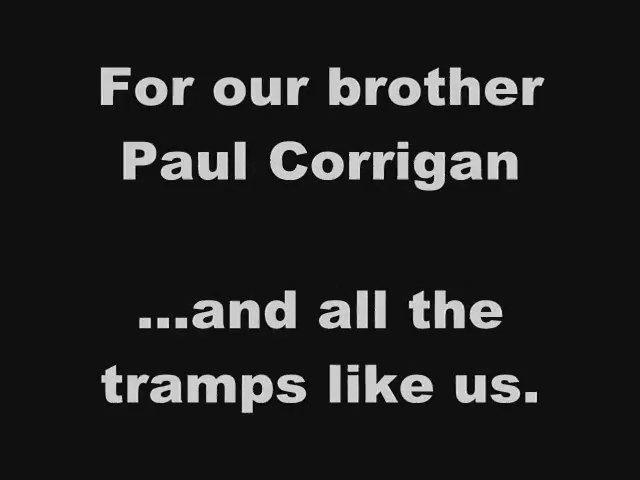 For our brother
Paul Corrigan
...and all the
tramps like us.